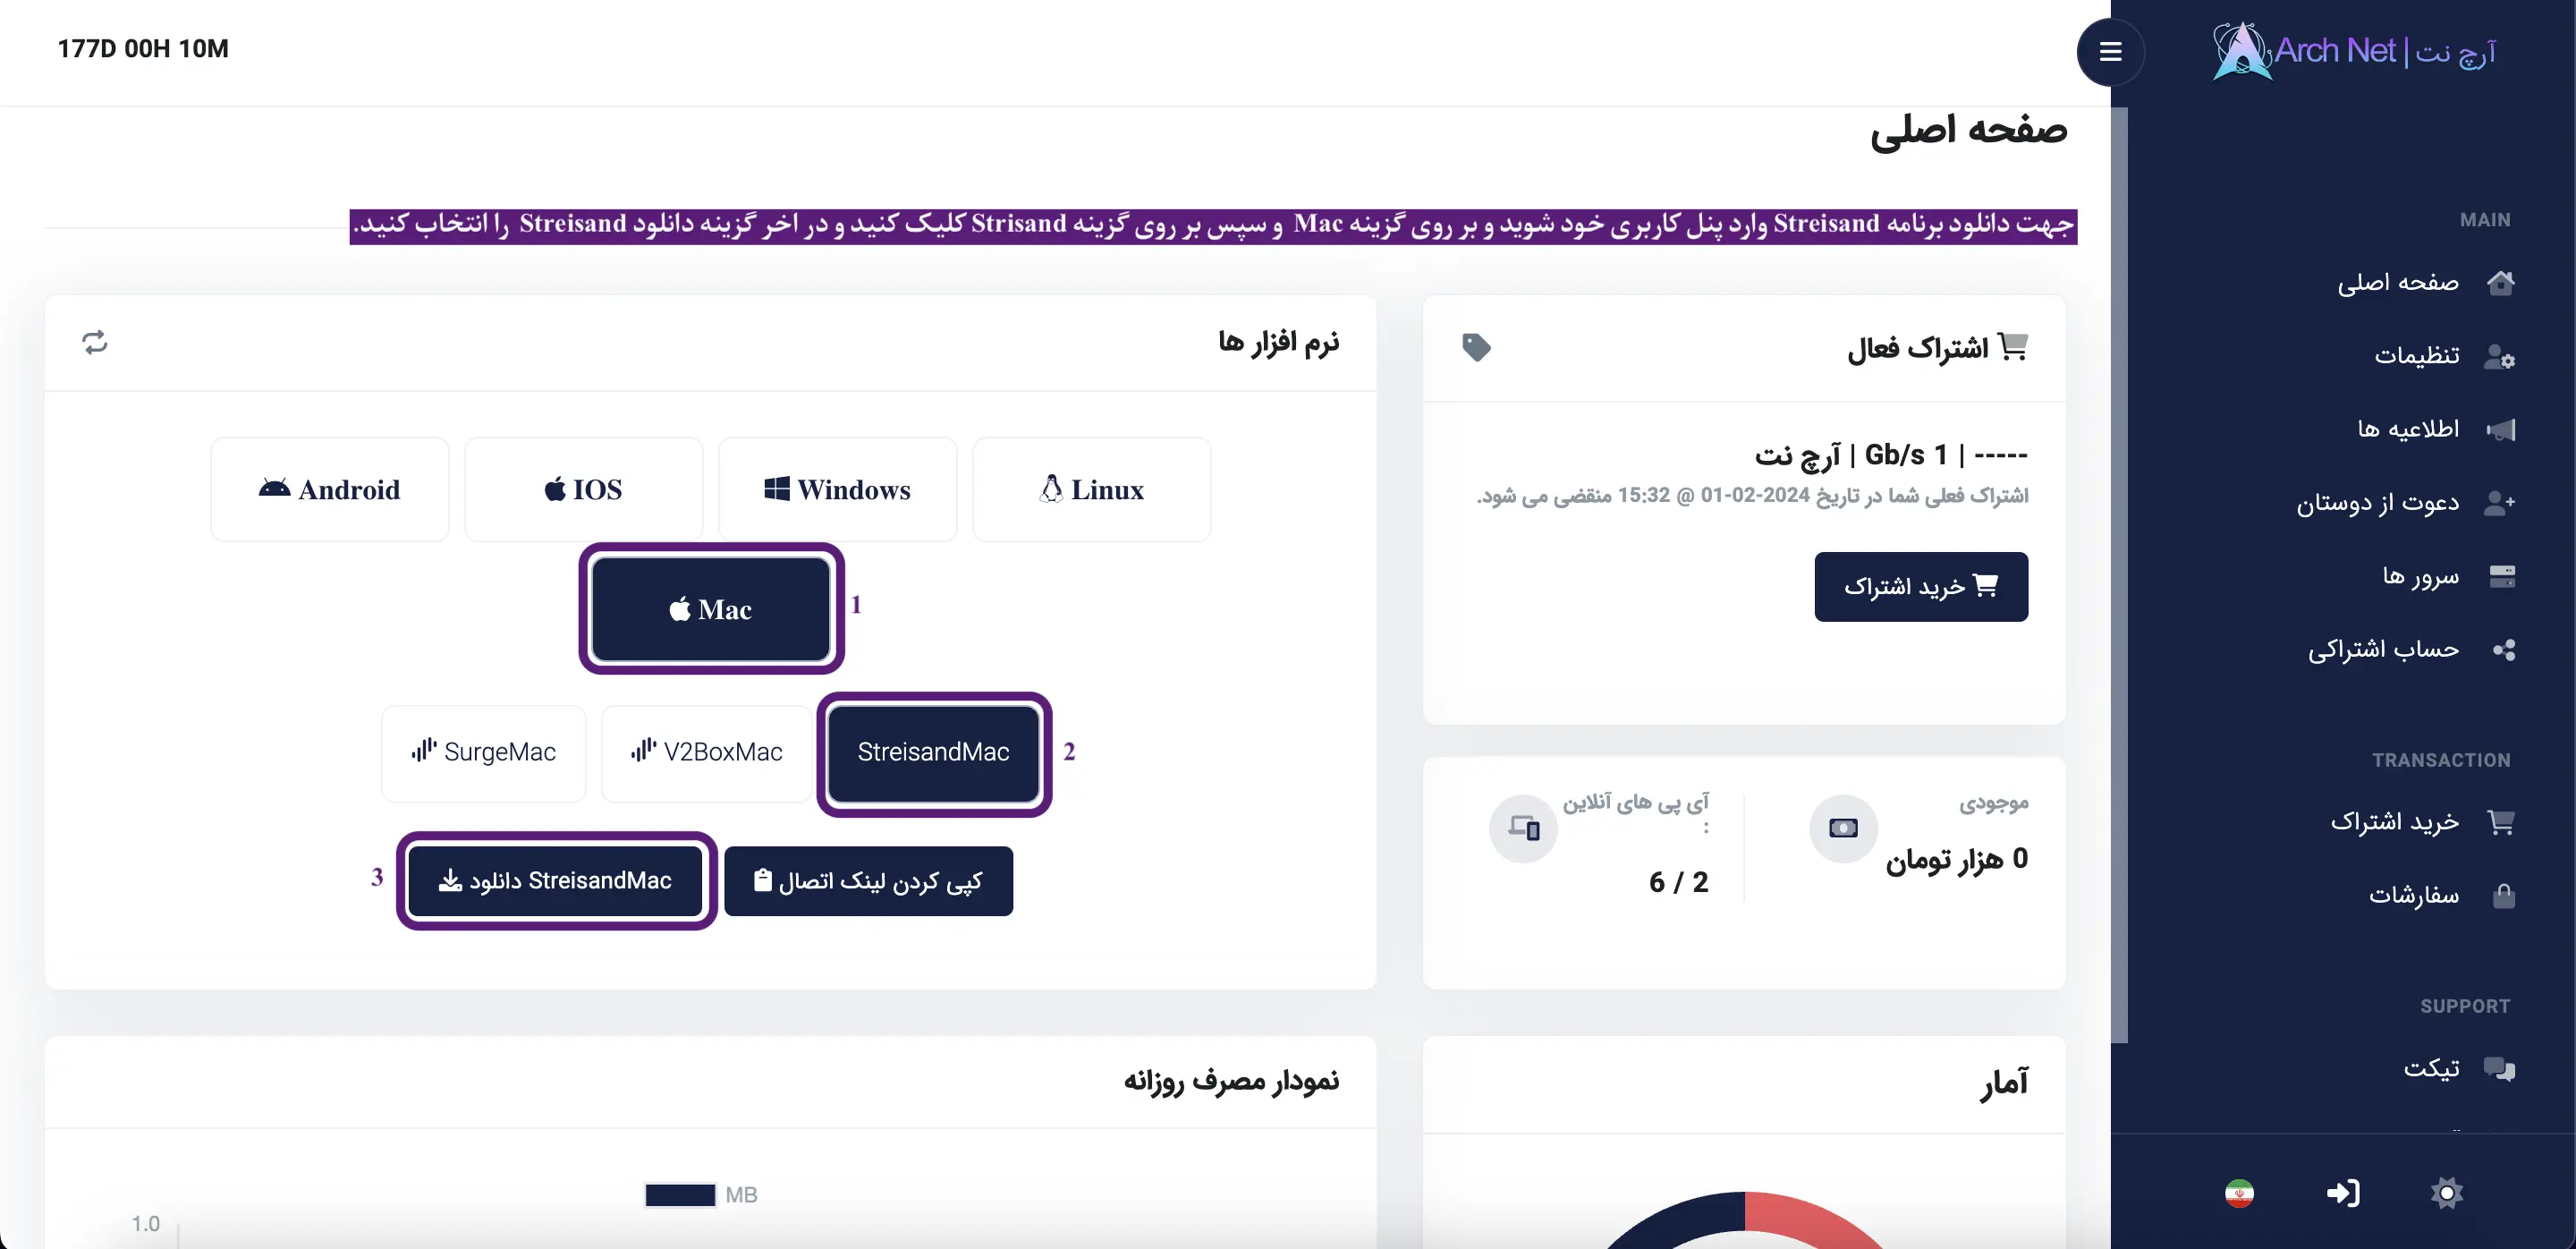 177D 00H 10M
Arch Net | آرچ نت
صفحه اصلی
جهت دانلود برنامه Streisand وارد پنل کاربری خود شوید و بر روی گزینه Mac و سپس بر روی گزینه Strisand کلیک کنید و در اخر گزینه دانلود Streisand را انتخاب کنید.
MAIN
صفحه اصلی
تنظیمات
اطلاعیه ها
دعوت از دوستان
سرور ها
حساب اشتراکی
TRANSACTION
خرید اشتراک
سفارشات
SUPPORT
تیکت
اشتراک فعال
----- | 1 Gb/s | آرچ نت
اشتراک فعلی شما در تاریخ 2024-02-01 @ 15:32 منقضی می شود.
خرید اشتراک
موجودی
0 هزار تومان
آی پی های آنلاین
:
2 / 6
نرم افزار ها
Android
IOS
Windows
Linux
Mac
1
SurgeMac
V2BoxMac
StreisandMac
2
3
دانلود StreisandMac
کپی کردن لینک اتصال
آمار
نمودار مصرف روزانه
MB
1.0